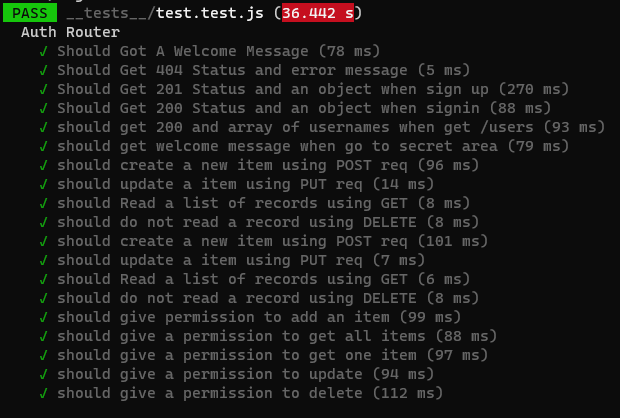 PASS __tests__/test.test.js (36.442 s)
Auth Router
✓ Should Got A Welcome Message (78 ms)
✓ Should Get 404 Status and error message (5 ms)
✓ Should Get 201 Status and an object when sign up (270 ms)
✓ Should Get 200 Status and an object when signin (88 ms)
✓ should get 200 and array of usernames when get /users (93 ms)
✓ should get welcome message when go to secret area (79 ms)
✓ should create a new item using POST req (96 ms)
✓ should update a item using PUT req (14 ms)
✓ should Read a list of records using GET (8 ms)
✓ should do not read a record using DELETE (8 ms)
✓ should create a new item using POST req (101 ms)
✓ should update a item using PUT req (7 ms)
✓ should Read a list of records using GET (6 ms)
✓ should do not read a record using DELETE (8 ms)
✓ should give permission to add an item (99 ms)
✓ should give a permission to get all items (88 ms)
✓ should give a permission to get one item (97 ms)
✓ should give a permission to update (94 ms)
✓ should give a permission to delete (112 ms)